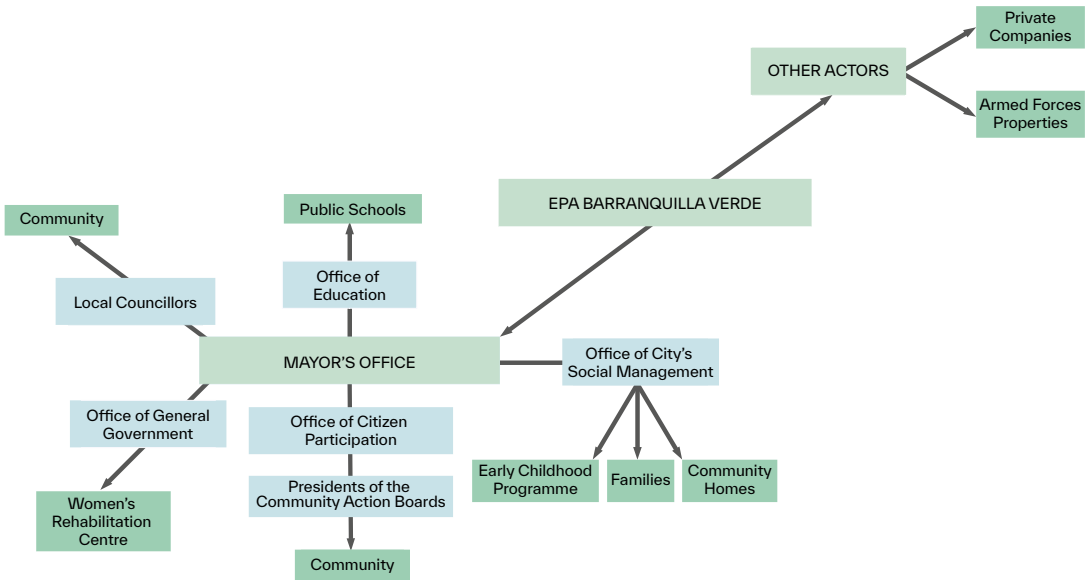 Private
Companies
OTHER ACTORS
Armed Forces
Properties
EPA BARRANQUILLA VERDE
Public Schools
Community
Office of
Education
Local Councillors
MAYOR'S OFFICE
Office of City's
Social Management
Office of General
Government
Office of Citizen
Participation
Early Childhood
Programme
Families
Community
Homes
Presidents of the
Community Action Boards
Women's
Rehabilitation
Centre
Community